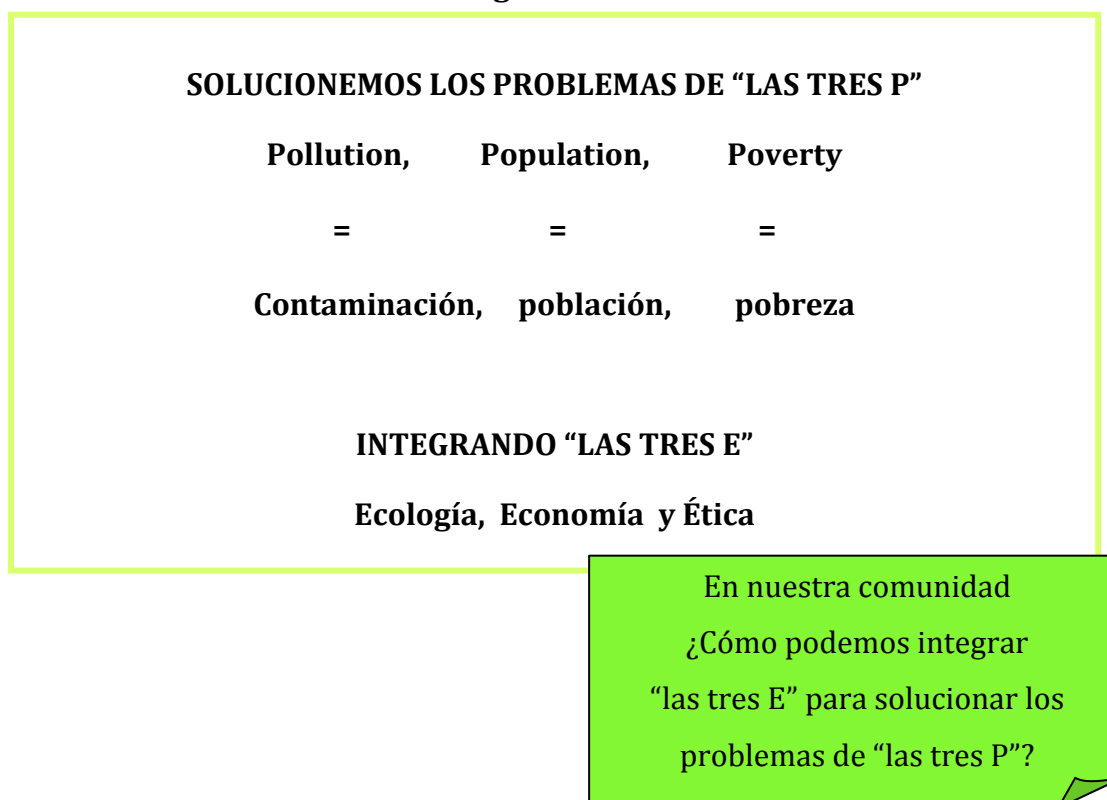 SOLUCIONEMOS LOS PROBLEMAS DE “LAS TRES P”
Pollution, Population, Poverty
= = =
Contaminación, población, pobreza
INTEGRANDO “LAS TRES E”
Ecología, Economía y Ética
En nuestra comunidad
¿Cómo podemos integrar
“las tres E” para solucionar los
problemas de “las tres P”?